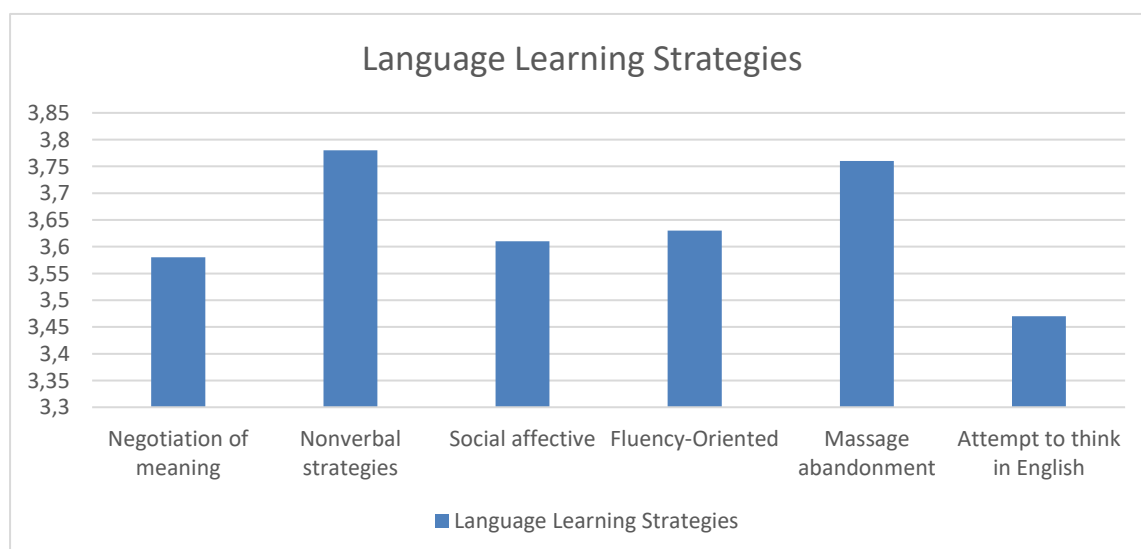 Language Learning Strategies
3,85
3,8
3,75
3,7
3,65
3,6
3,55
3,5
3,45
3,4
3,35
3,3
Negotiation of
meaning
Nonverbal
strategies
Social affective
Fluency-Oriented
Massage
abandonment
Attempt to think
in English
Language Learning Strategies